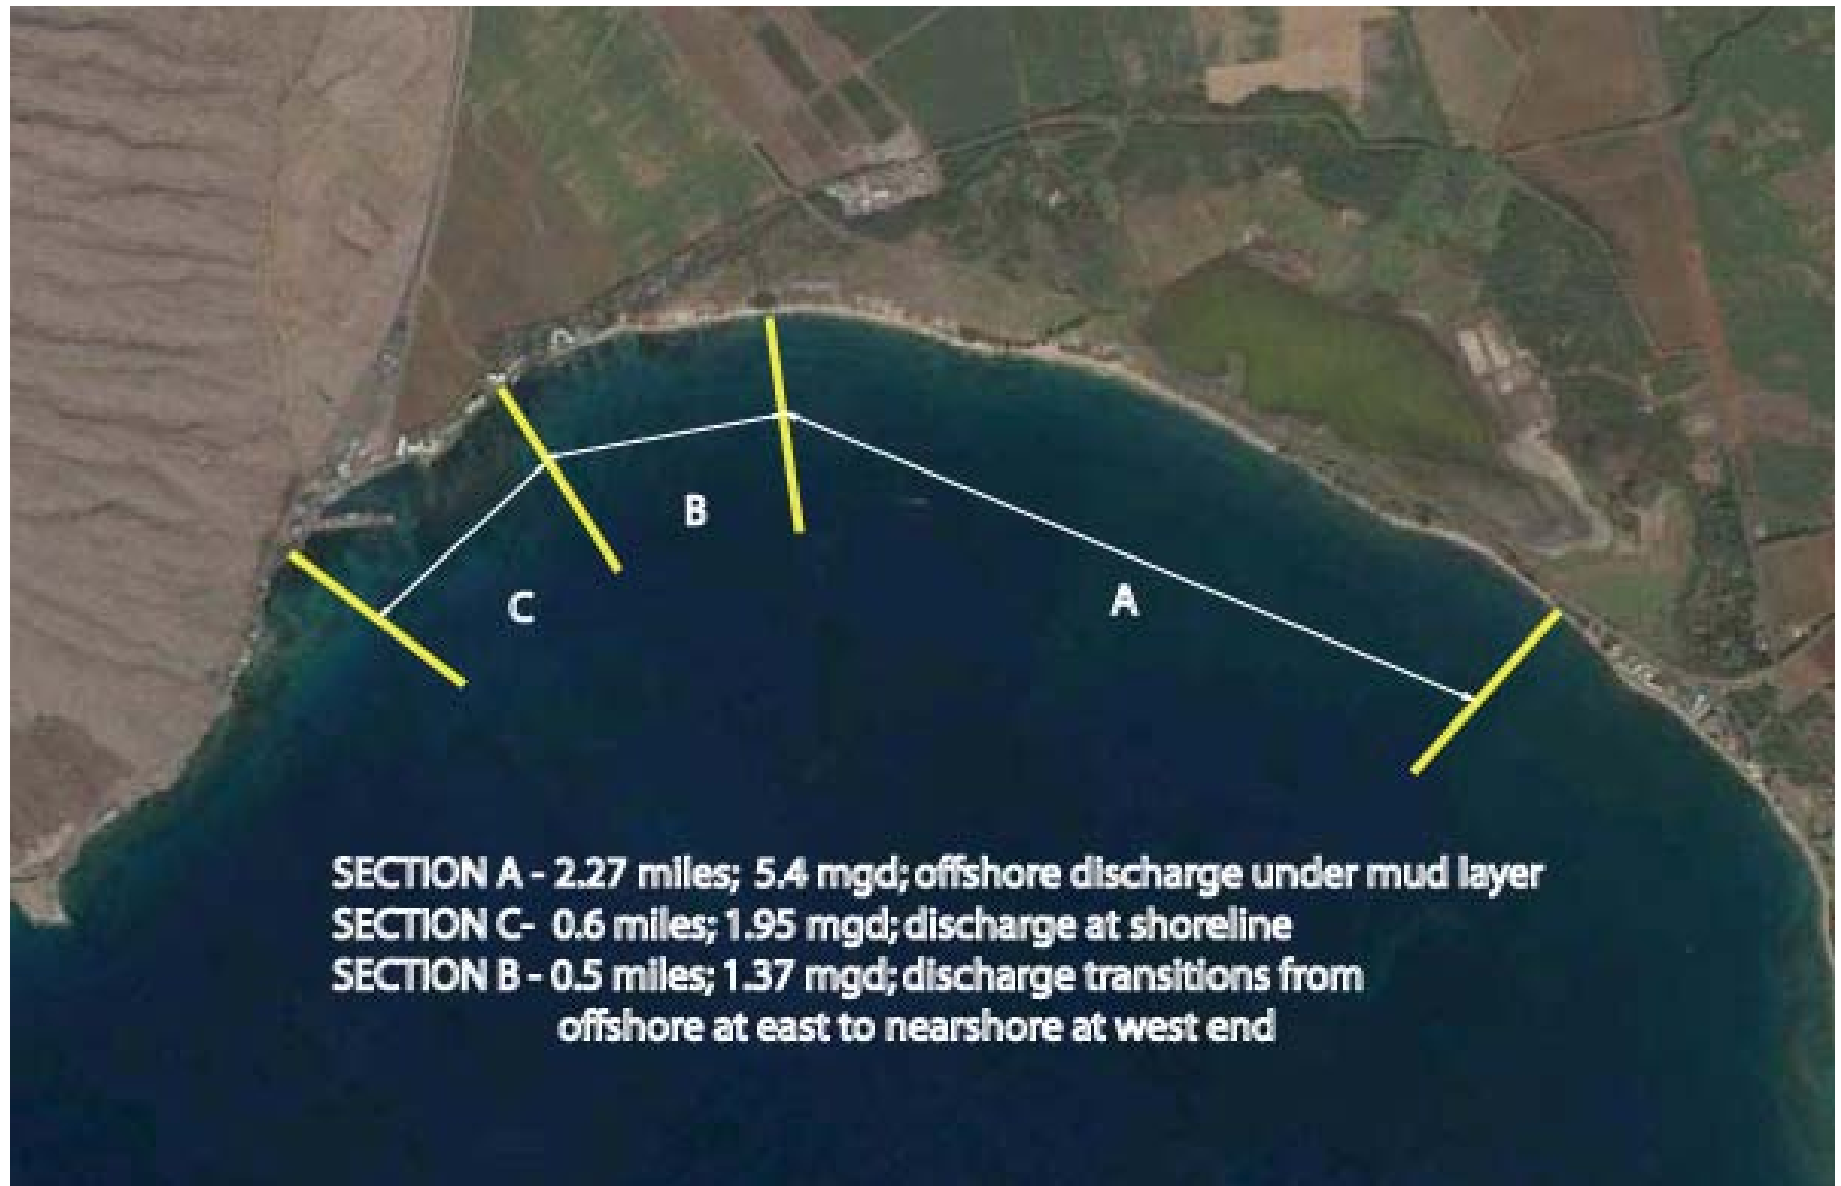 B
C
A
SECTION A - 2.27 miles; 5.4 mgd; offshore discharge under mud layer
SECTION C- 0.6 miles; 1.95 mgd; discharge at shoreline
SECTION B - 0.5 miles; 1.37 mgd; discharge transitions from
offshore at east to nearshore at west end